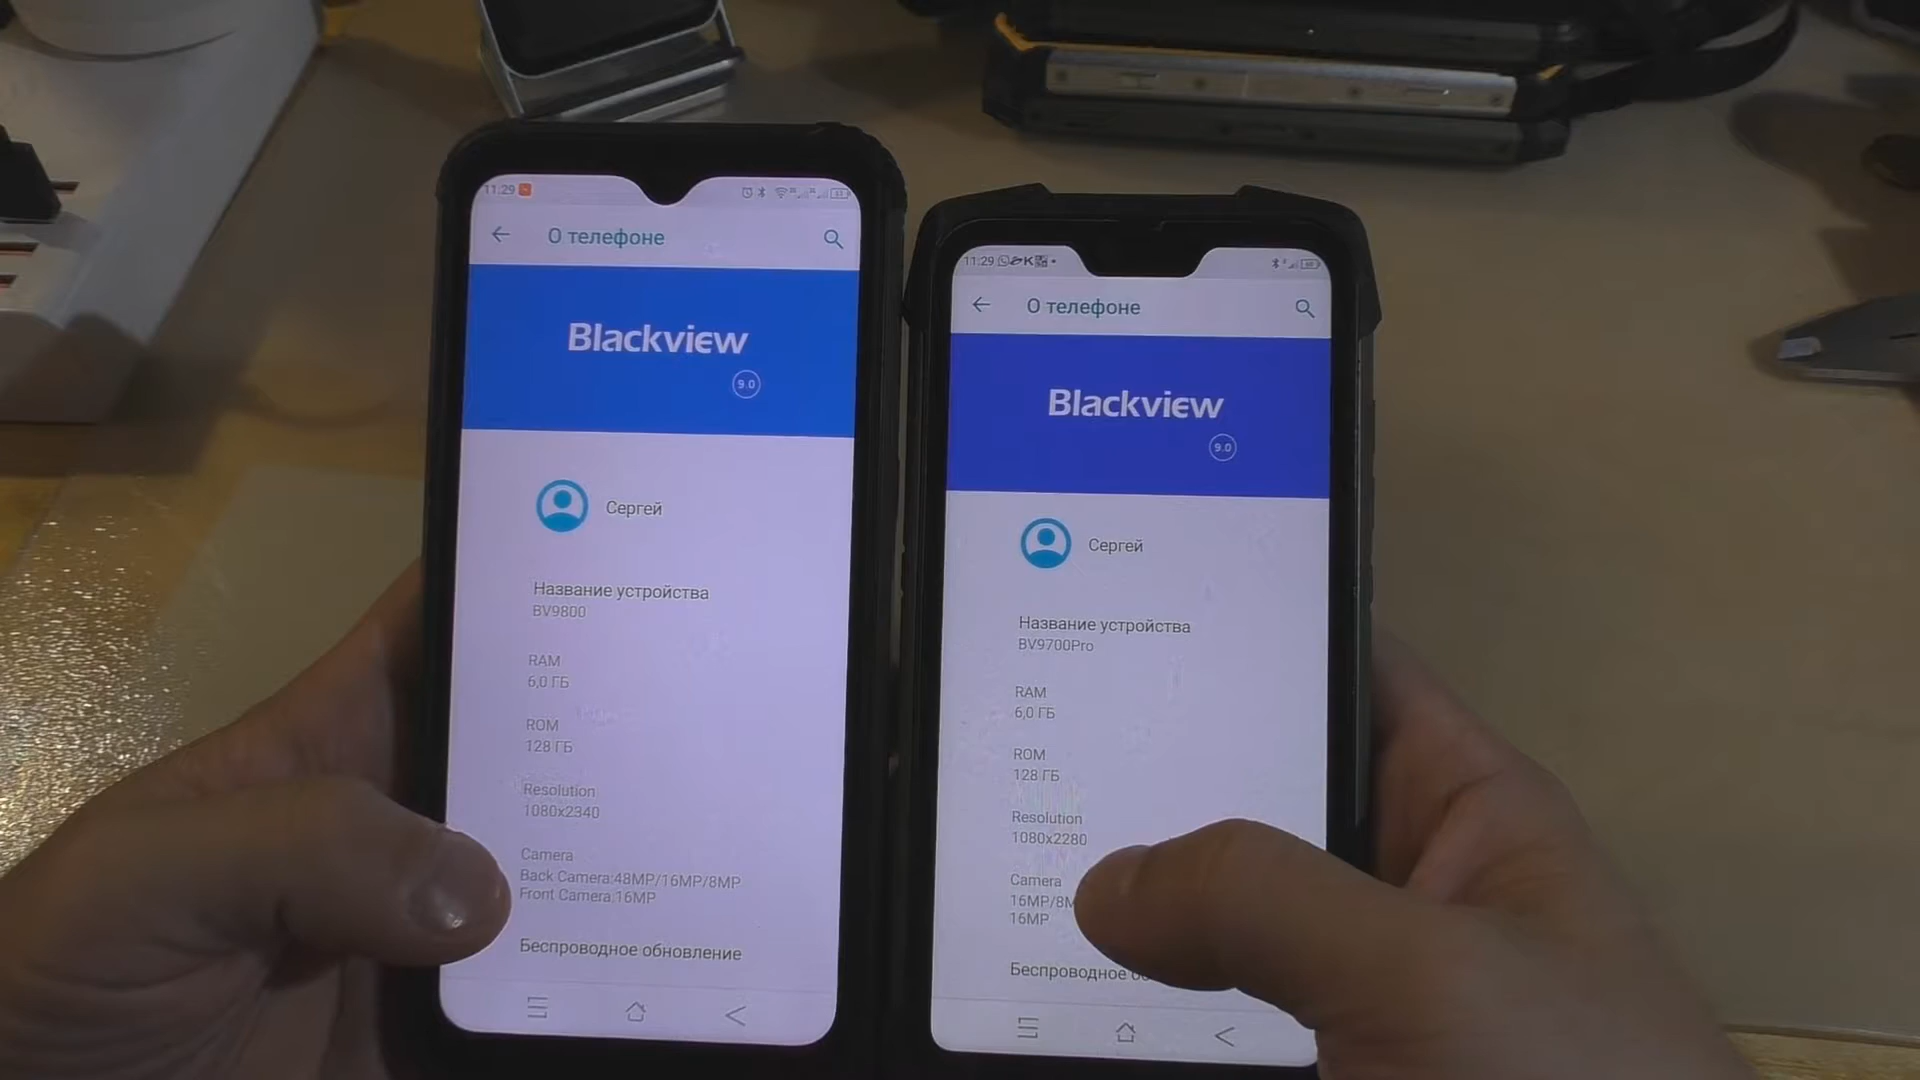 11:29
О телефоне
Blackview
9.0
Сергей
Название устройства
BV9800
RAM
6,0 ГБ
ROM
128 ГБ
Resolution
1080x2340
Camera
Back Camera:48MP/16MP/8MP
Front Camera:16MP
Беспроводное обновление
11:29
О телефоне
Blackview
9.0
Сергей
Название устройства
BV9700Pro
RAM
6,0 ГБ
ROM
128 ГБ
Resolution
1080x2280
Camera
16MP/8M
16MP
Беспроводное